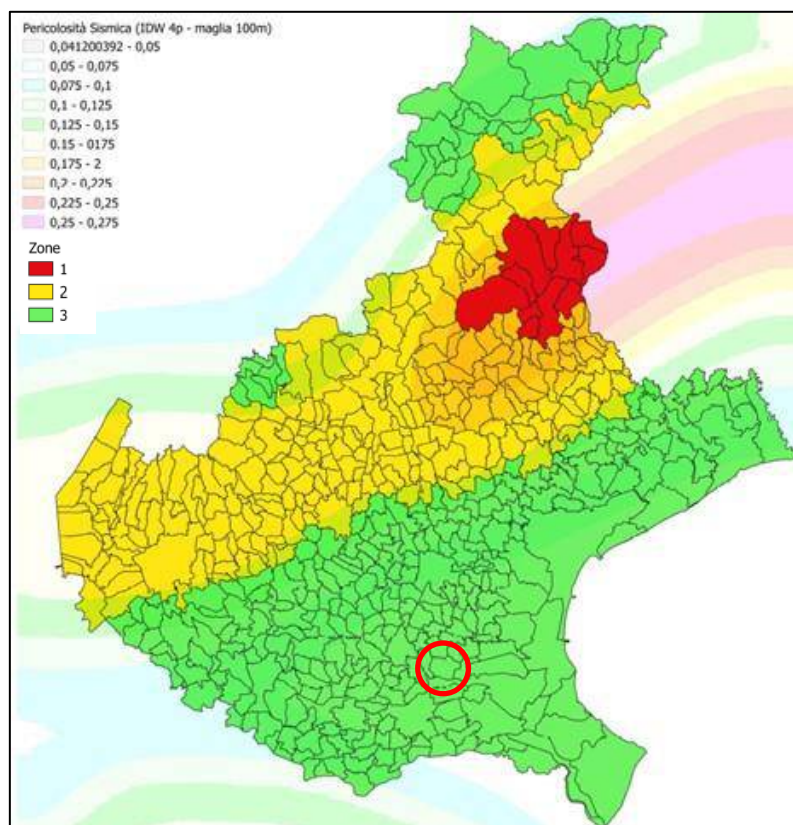 Pericolosità Sismica (IDW 4p - maglia 100m)
0,041200392 - 0,05
0,05 - 0,075
0,075 - 0,1
0,1 - 0,125
0,125 - 0,15
0.15 - 0175
0,175 - 2
0,2 - 0,225
0,225 - 0,25
0,25 - 0,275
Zone
1
2
3